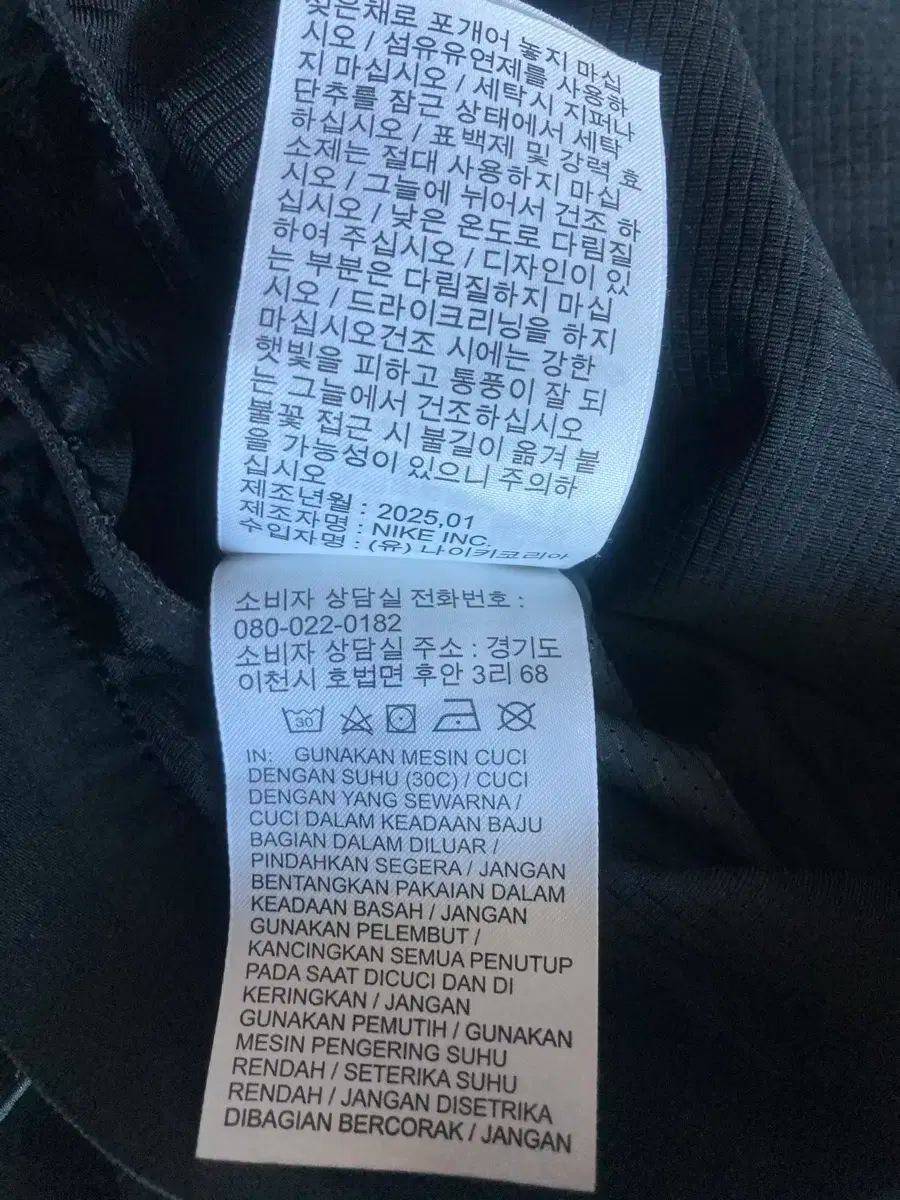 젖은채로 포개어 놓지 마십
시오 / 섬유유연제를 사용하
지 마십시오 / 세탁시 지퍼나
단추를 잠근 상태에서 세탁
하십시오 / 표백제 및 강력 효
소제는 절대 사용하지 마십
시오 / 그늘에 뉘어서 건조 하
십시오 / 낮은 온도로 다림질
하여 주십시오 / 디자인이 있
는 부분은 다림질하지 마십
시오 / 드라이크리닝을 하지
마십시오건조 시에는 강한
햇빛을 피하고 통풍이 잘 되
는 그늘에서 건조하십시오
불꽃 접근 시 불길이 옮겨 붙
을 가능성이 있으니 주의하
십시오
제조년월 : 2025.01
제조자명 : NIKE INC.
수입자명 : (유) 나이키코리아
소비자 상담실 전화번호 :
080-022-0182
소비자 상담실 주소 : 경기도
이천시 호법면 후안 3리 68
30
IN: GUNAKAN MESIN CUCI
DENGAN SUHU (30C) / CUCI
DENGAN YANG SEWARNA /
CUCI DALAM KEADAAN BAJU
BAGIAN DALAM DILUAR /
PINDAHKAN SEGERA / JANGAN
BENTANGKAN PAKAIAN DALAM
KEADAAN BASAH / JANGAN
GUNAKAN PELEMBUT /
KANCINGKAN SEMUA PENUTUP
PADA SAAT DICUCI DAN DI
KERINGKAN / JANGAN
GUNAKAN PEMUTIH / GUNAKAN
MESIN PENGERING SUHU
RENDAH / SETERIKA SUHU
RENDAH / JANGAN DISETRIKA
DIBAGIAN BERCORAK / JANGAN